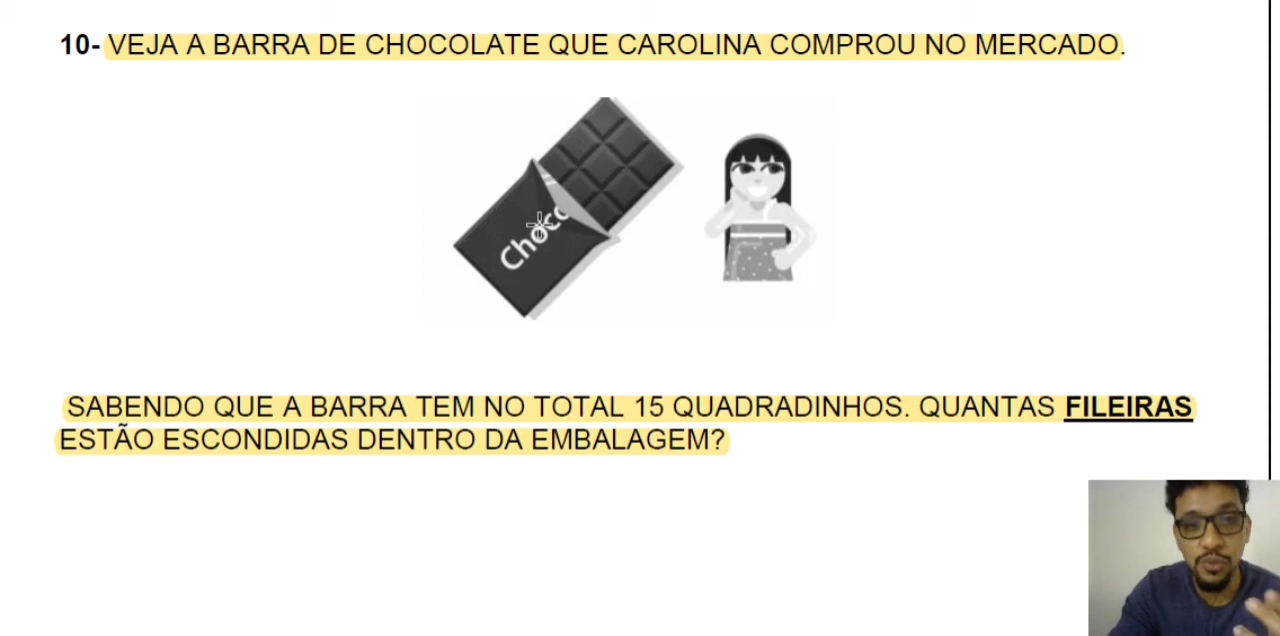 10- VEJA A BARRA DE CHOCOLATE QUE CAROLINA COMPROU NO MERCADO.
Choco
SABENDO QUE A BARRA TEM NO TOTAL 15 QUADRADINHOS. QUANTAS FILEIRAS
ESTÃO ESCONDIDAS DENTRO DA EMBALAGEM?